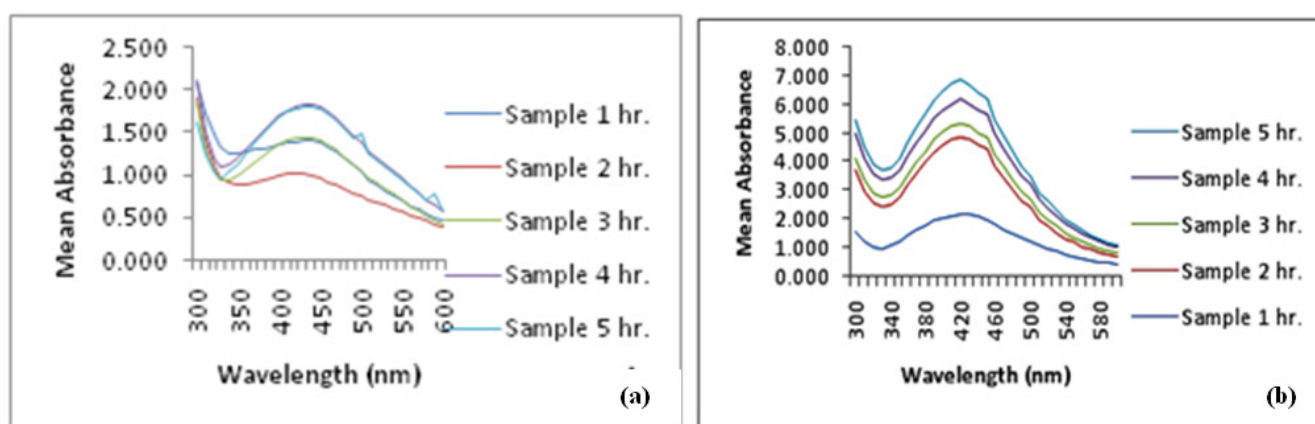 2.500
2.000
1.500
1.000
0.500
0.000
Mean Absorbance
300
350
400
450
500
550
600
Wavelength (nm)
Sample 1 hr.
Sample 2 hr.
Sample 3 hr.
Sample 4 hr.
Sample 5 hr.
(a)
8.000
7.000
6.000
5.000
4.000
3.000
2.000
1.000
0.000
Mean Absorbance
300
340
380
420
460
500
540
580
Wavelength (nm)
Sample 5 hr.
Sample 4 hr.
Sample 3 hr.
Sample 2 hr.
Sample 1 hr.
(b)